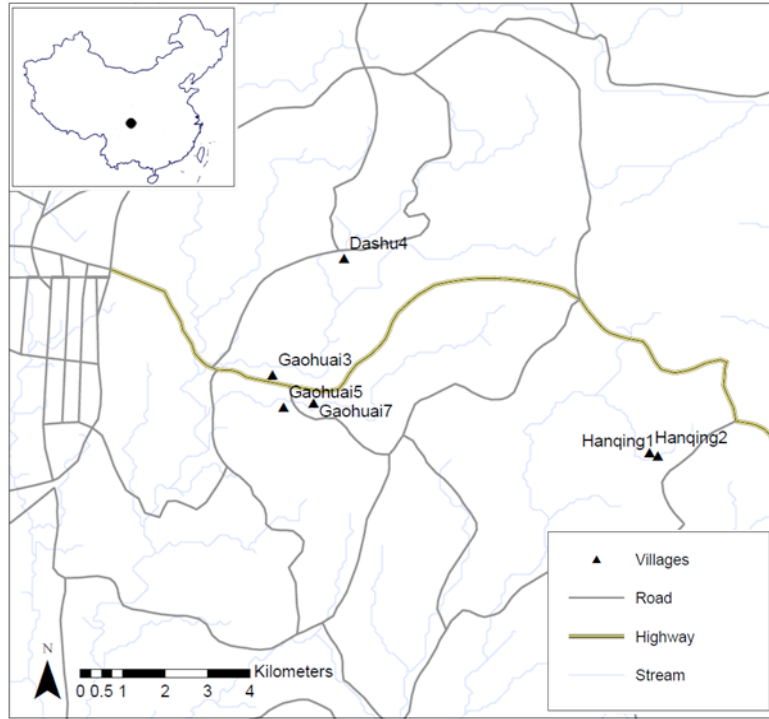 Dashu4
Gaohuai3
Gaohuai5
Gaohuai7
Hanqing1
Hanqing2
Villages
Road
Highway
Stream
N
Kilometers
0 0.5 1 2 3 4